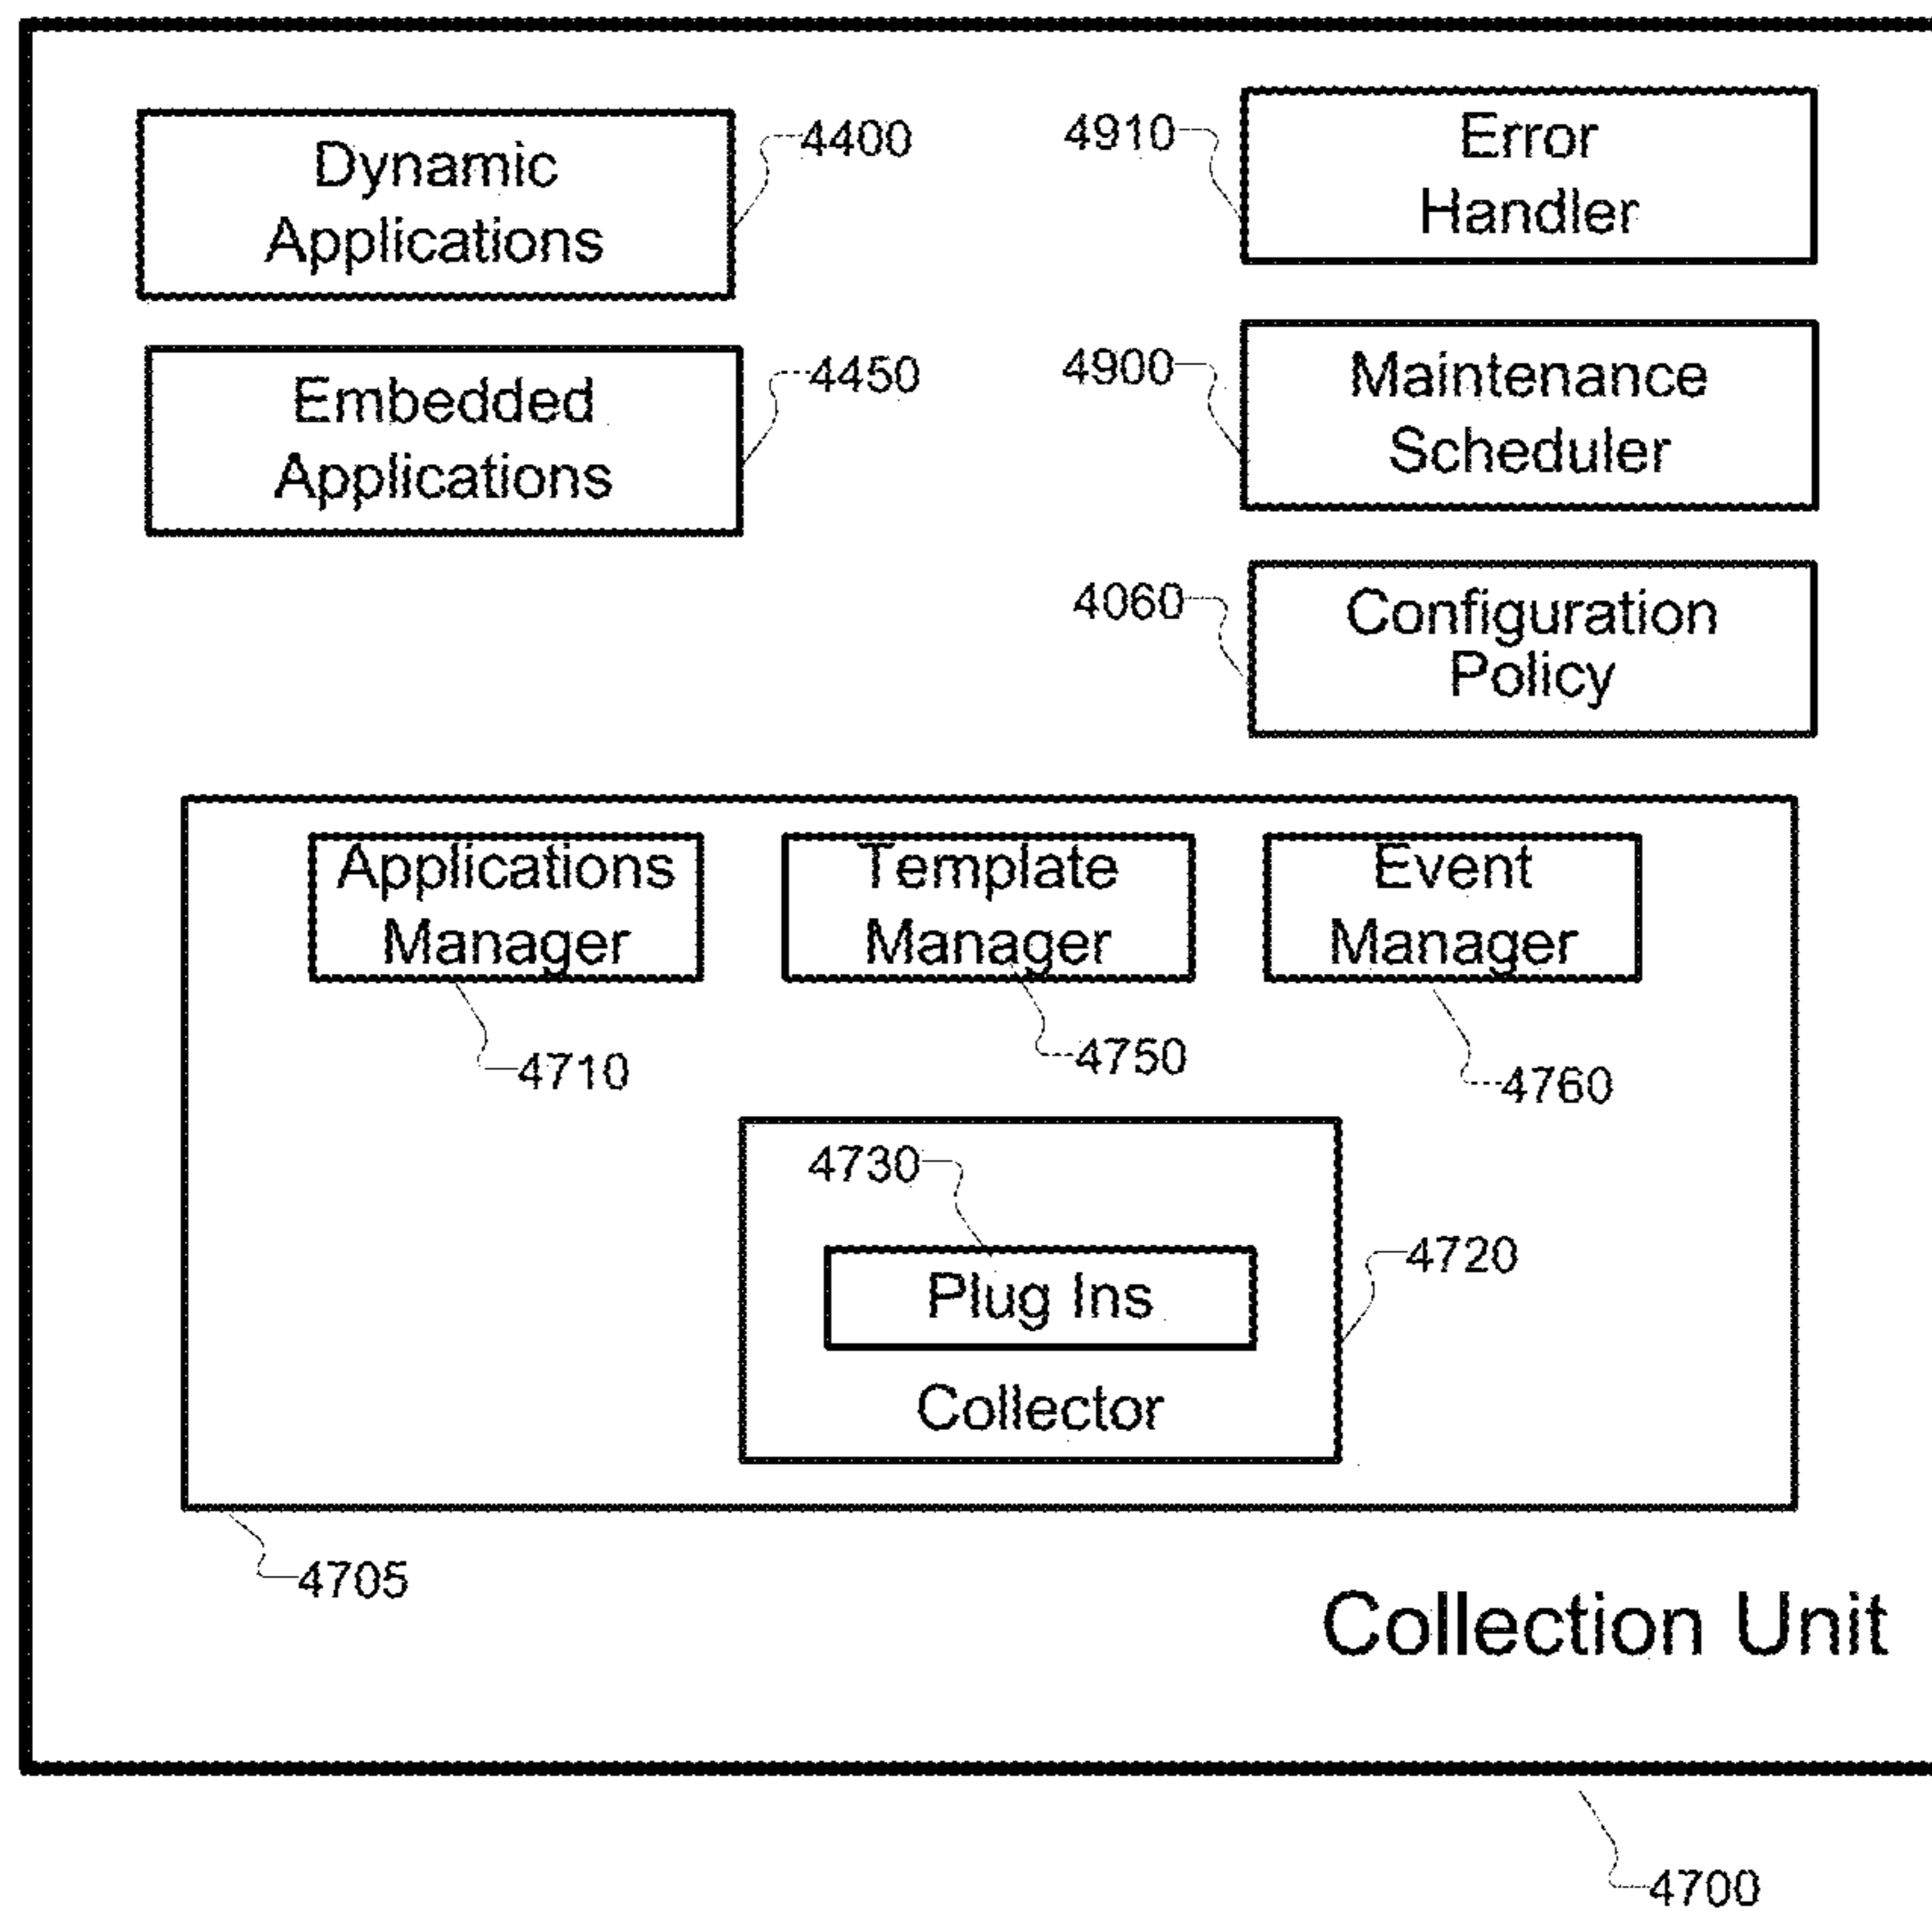 Dynamic
Applications
4400
4910
Error
Handler
Embedded
Applications
4450
4900
Maintenance
Scheduler
4060
Configuration
Policy
Applications
Manager
4710
Template
Manager
4750
Event
Manager
4760
4730
Plug Ins
Collector
4720
4705
Collection Unit
4700